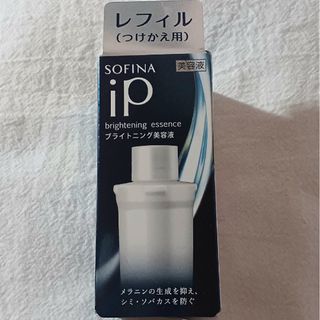 レフィル
(つけかえ用)
SOFINA
美容液
iP
brightening essence
ブライトニング美容液
メラニンの生成を抑え、
シミ・ソバカスを防ぐ